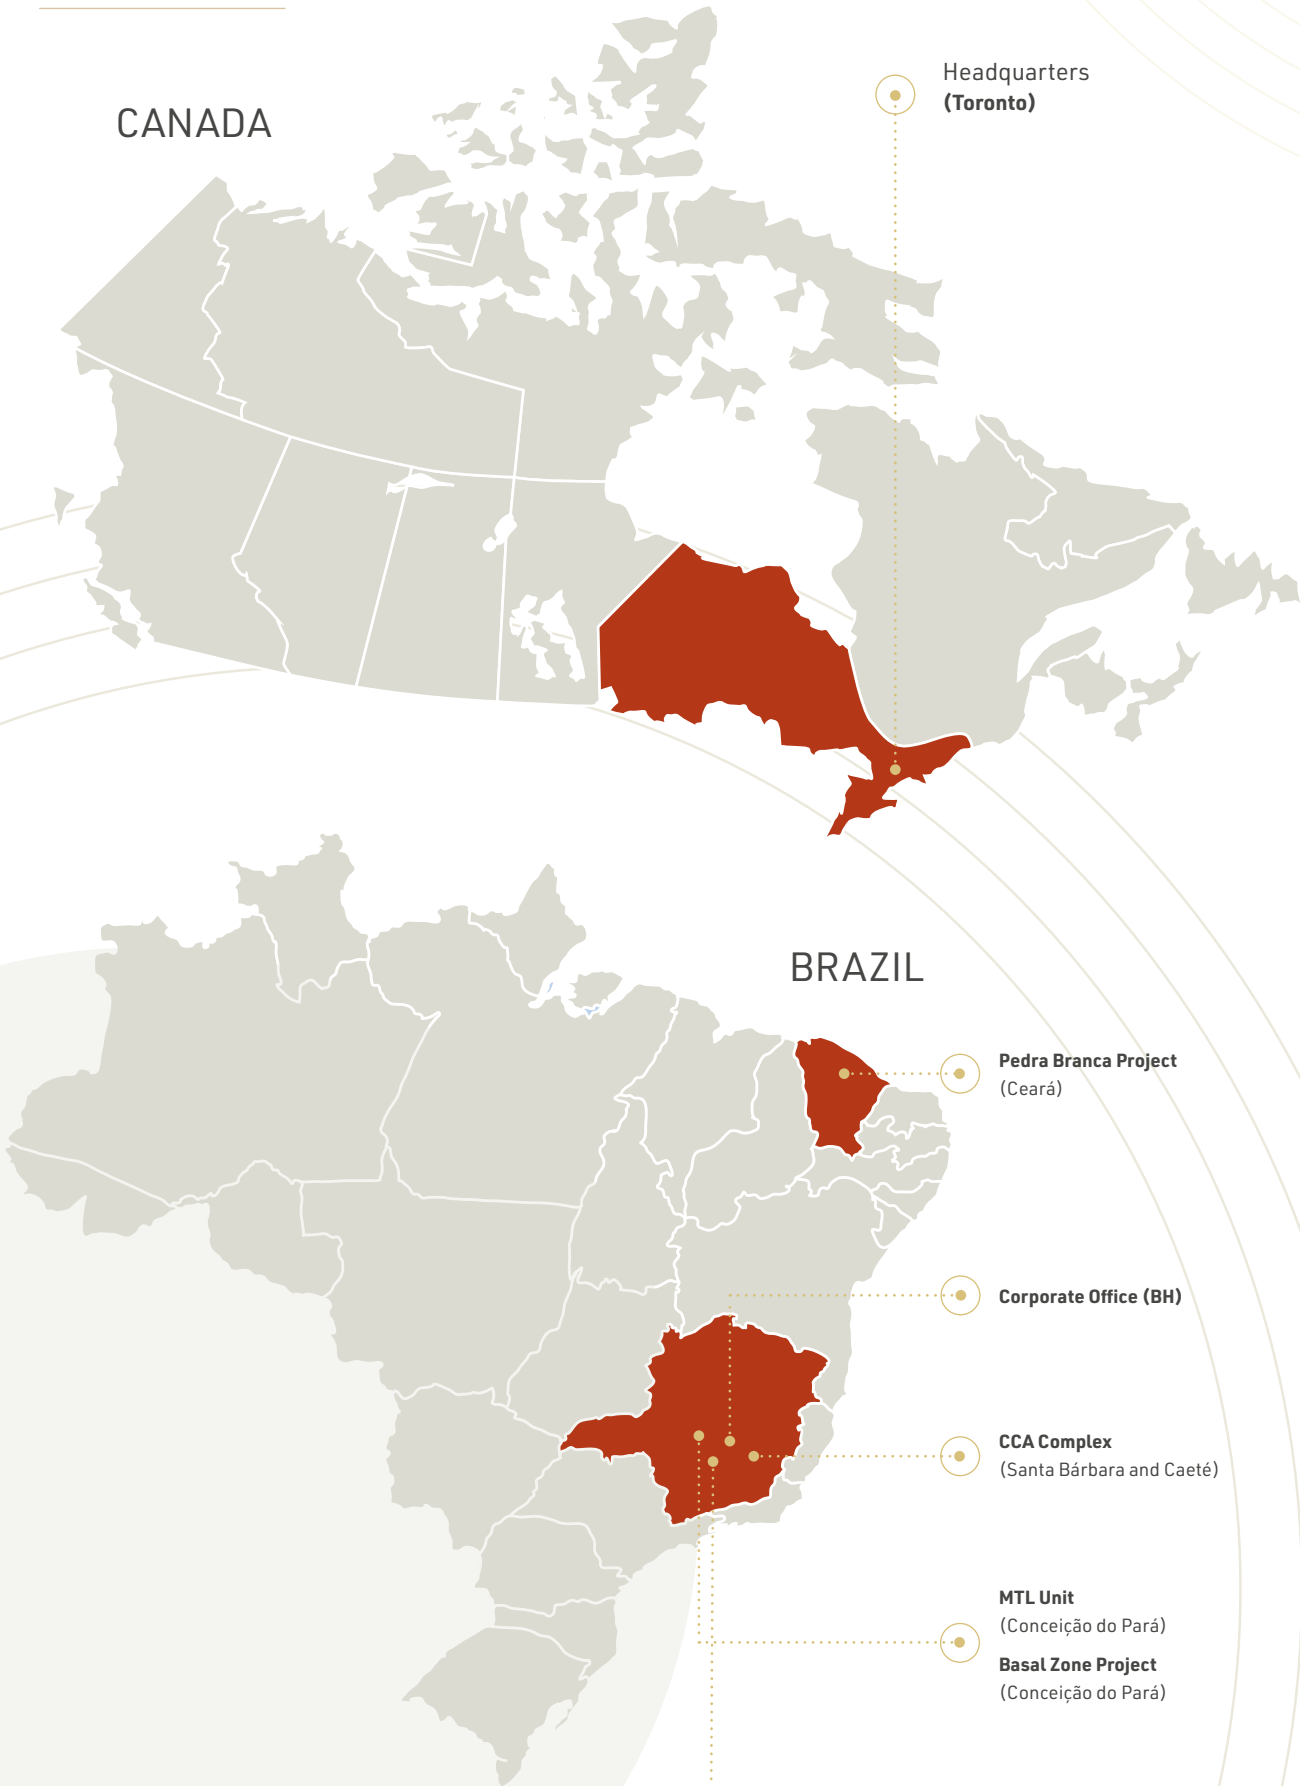 CANADA
Headquarters
(Toronto)
BRAZIL
Pedra Branca Project
(Ceará)
Corporate Office (BH)
CCA Complex
(Santa Bárbara and Caeté)
MTL Unit
(Conceição do Pará)
Basal Zone Project
(Conceição do Pará)